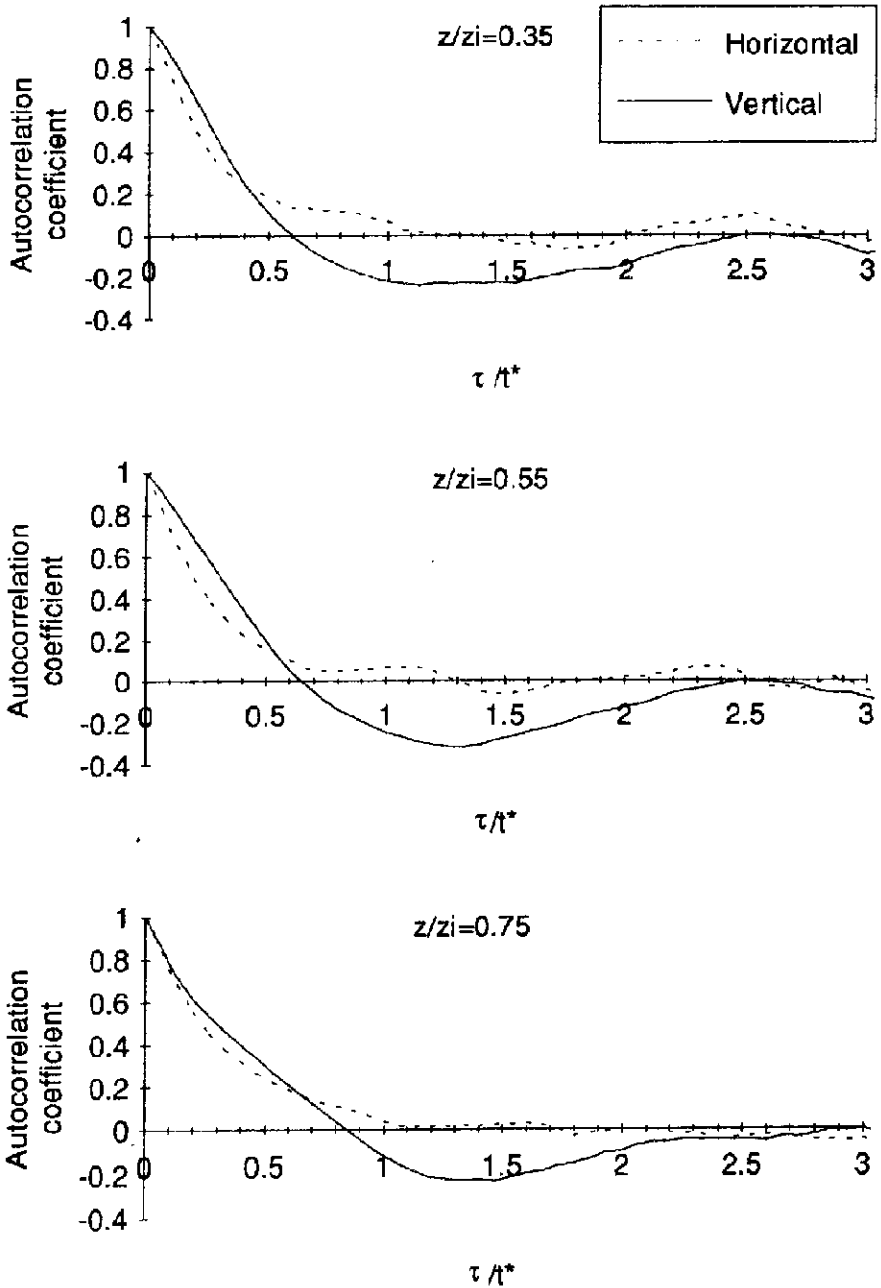 z/zi=0.35
Horizontal
Vertical
Autocorrelation
coefficient
1
0.8
0.6
0.4
0.2
0
-0.2
-0.4
0 0.5 1 1.5 2 2.5 3
τ /t*
z/zi=0.55
Autocorrelation
coefficient
1
0.8
0.6
0.4
0.2
0
-0.2
-0.4
0 0.5 1 1.5 2 2.5 3
τ/t*
z/zi=0.75
Autocorrelation
coefficient
1
0.8
0.6
0.4
0.2
0
-0.2
-0.4
0 0.5 1 1.5 2 2.5 3
τ /t*